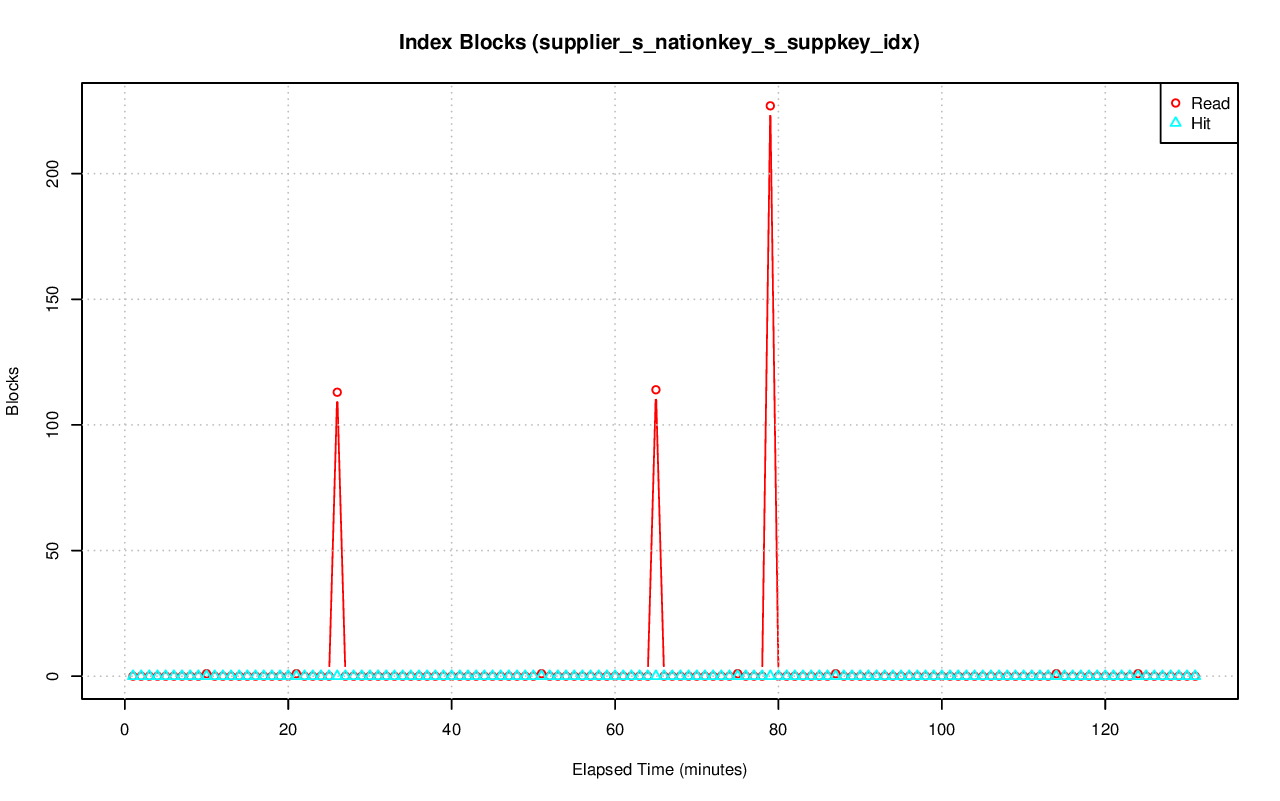 Index Blocks (supplier_s_nationkey_s_suppkey_idx)
Read
Hit
200
150
100
50
0
Blocks
0 20 40 60 80 100 120
Elapsed Time (minutes)